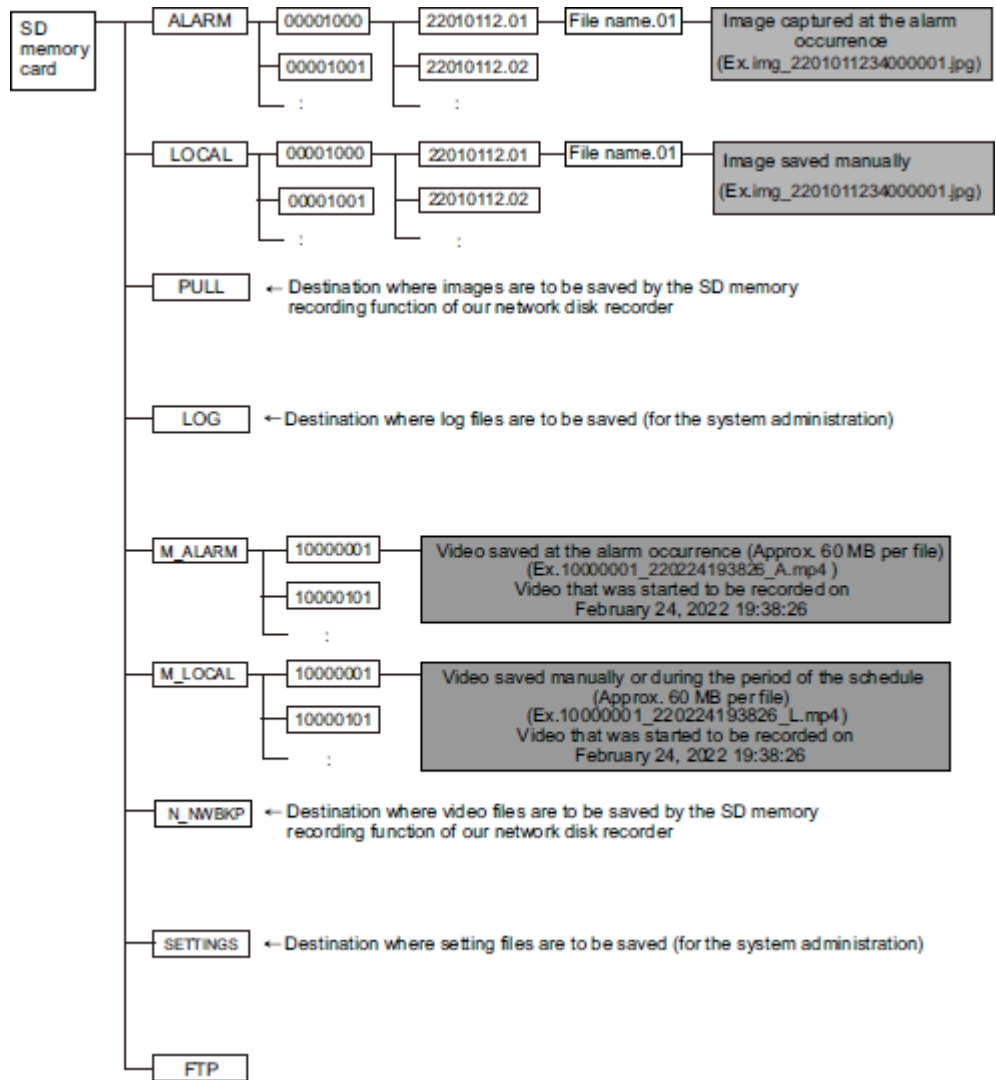 SD
memory
card
ALARM
00001000
22010112.01
File name.01
Image captured at the alarm
occurrence
(Ex.img_2201011234000001.jpg)
00001001
22010112.02
:
:
LOCAL
00001000
22010112.01
File name.01
Image saved manually
(Ex.img_2201011234000001.jpg)
00001001
22010112.02
:
:
PULL
← Destination where images are to be saved by the SD memory
recording function of our network disk recorder
LOG
← Destination where log files are to be saved (for the system administration)
M_ALARM
10000001
Video saved at the alarm occurrence (Approx. 60 MB per file)
(Ex.10000001_220224193826_A.mp4 )
Video that was started to be recorded on
February 24, 2022 19:38:26
10000101
:
M_LOCAL
10000001
Video saved manually or during the period of the schedule
(Approx. 60 MB per file)
(Ex.10000001_220224193826_L.mp4)
Video that was started to be recorded on
February 24, 2022 19:38:26
10000101
:
N_NWBKP
← Destination where video files are to be saved by the SD memory
recording function of our network disk recorder
SETTINGS
← Destination where setting files are to be saved (for the system administration)
FTP